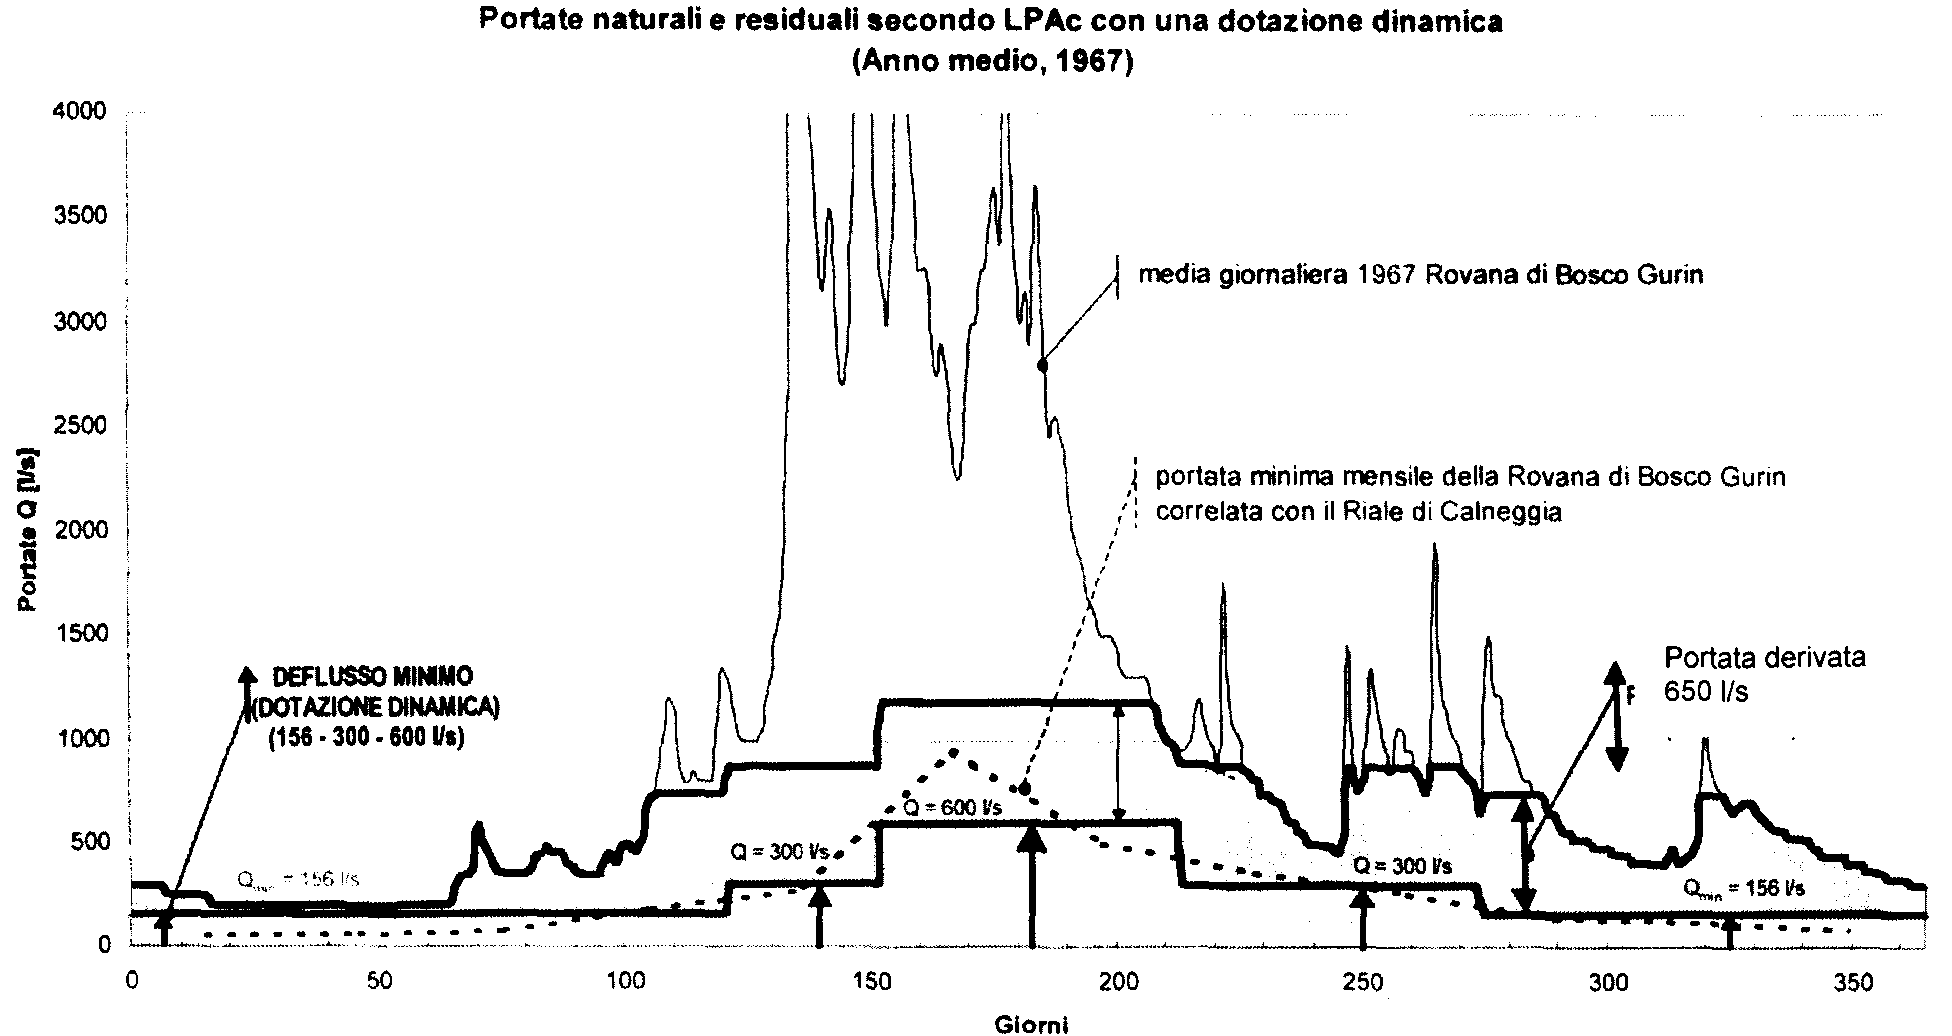 Portate naturali e residuali secondo LPAc con una dotazione dinamica
(Anno medio, 1967)
4000
3500
3000
2500
2000
1500
1000
500
0
Portate Q [l/s]
media giornaliera 1967 Rovana di Bosco Gurin
portata minima mensile della Rovana di Bosco Gurin
correlata con il Riale di Calneggia
DEFLUSSO MINIMO
(DOTAZIONE DINAMICA)
(156 - 300 - 600 l/s)
Portata derivata
650 l/s
F
Qmin = 156 l/s
Q = 300 l/s
Q = 600 l/s
Q = 300 l/s
Qmin = 156 l/s
0
50
100
150
200
250
300
350
Giorni